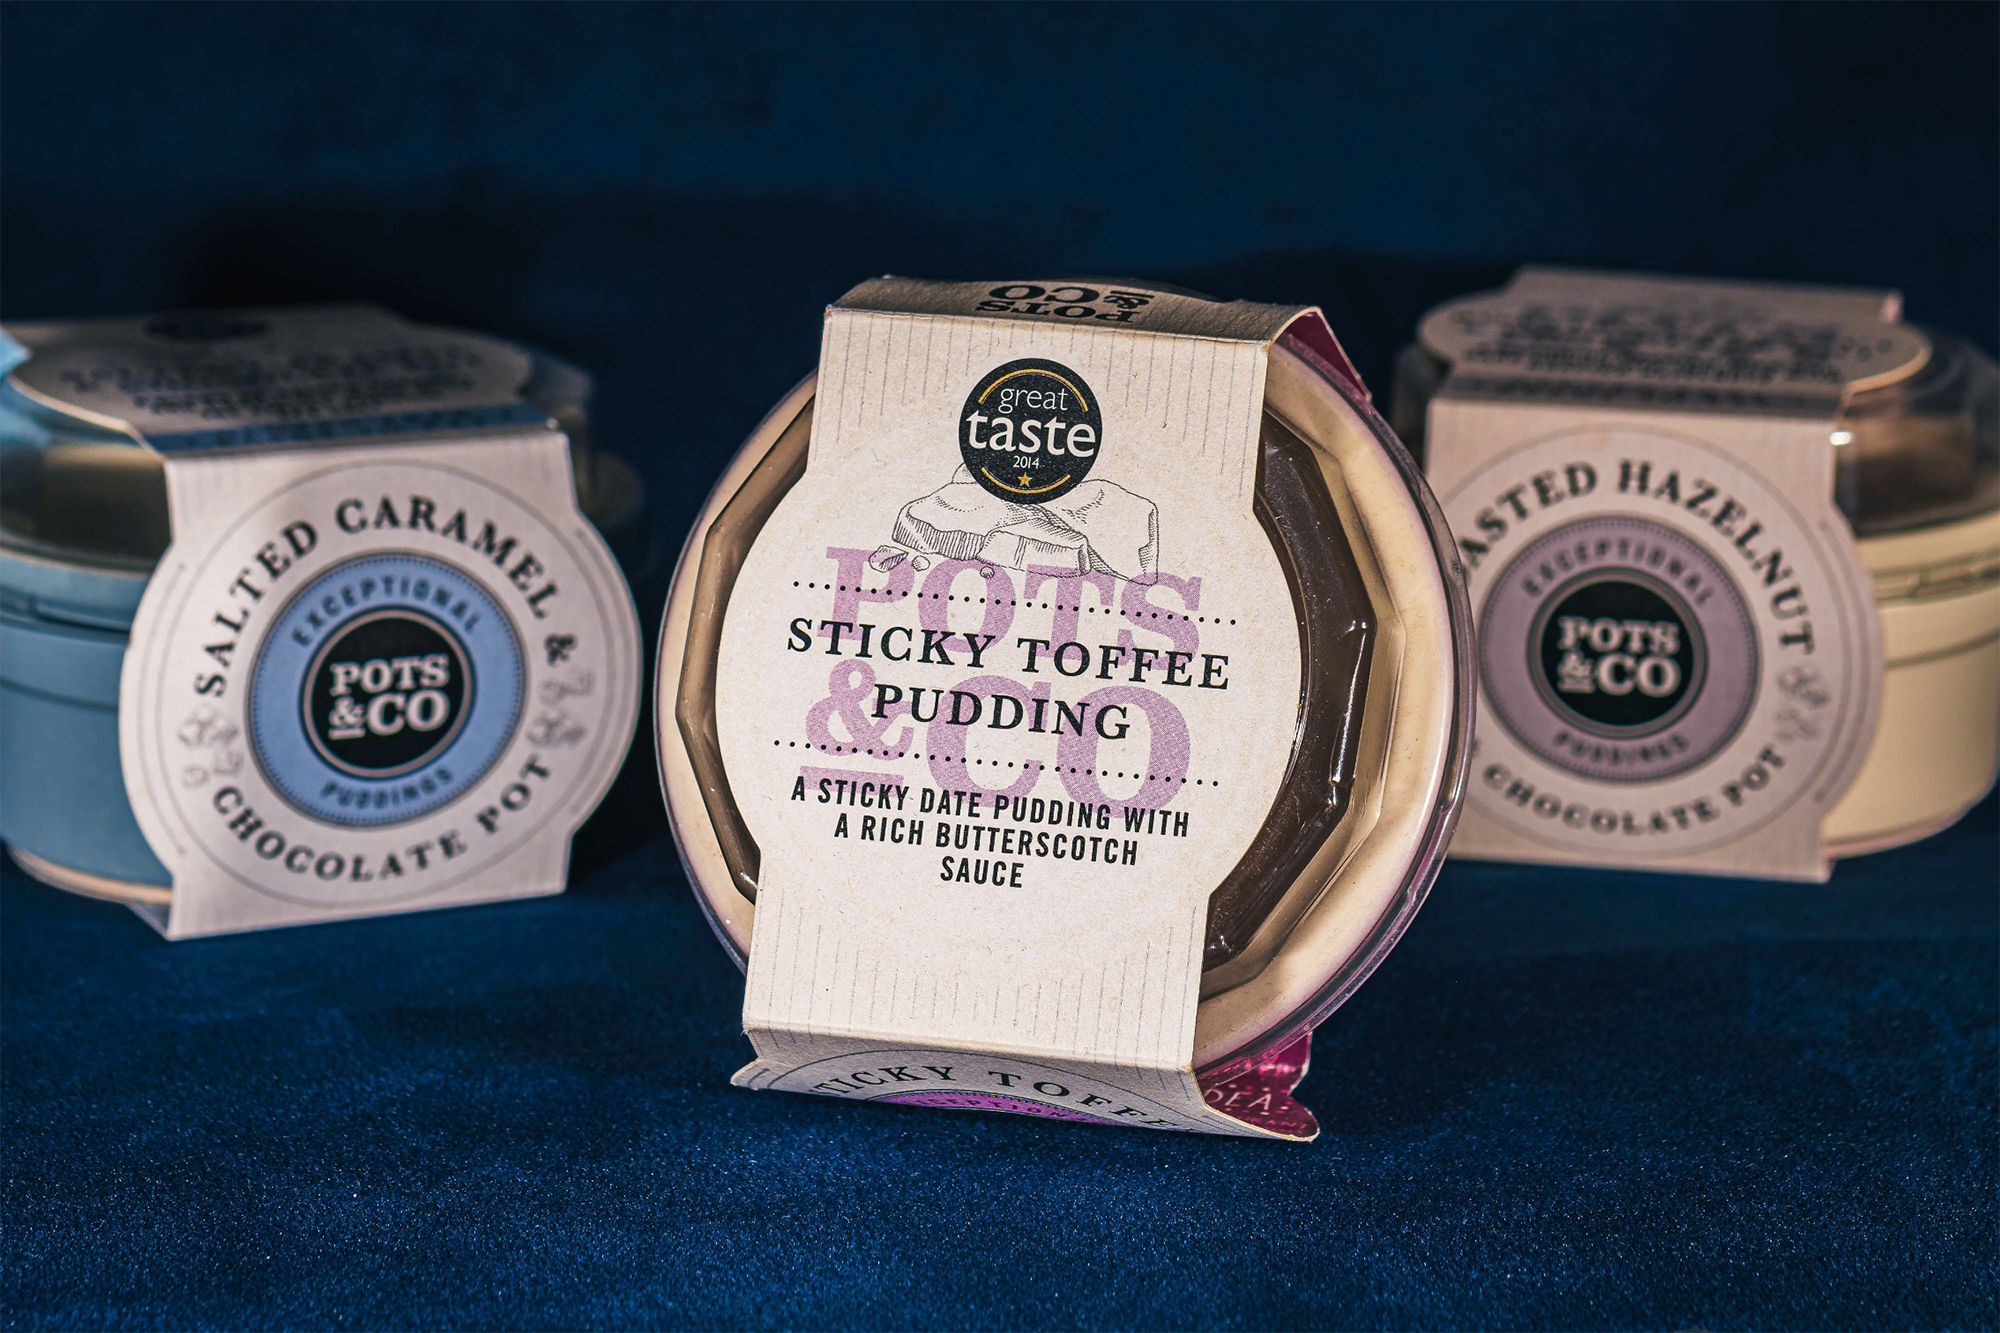 POTS
&CO
great
taste
2014
POTS
&CO
STICKY TOFFEE
PUDDING
A STICKY DATE PUDDING WITH
A RICH BUTTERSCOTCH
SAUCE
STICKY TOFFE
SALTED CARAMEL &
CHOCOLATE POT
EXCEPTIONAL
PUDDINGS
POTS
&CO
ASTED HAZELNUT
CHOCOLATE POT
EXCEPTIONAL
PUDDINGS
POTS
&CO